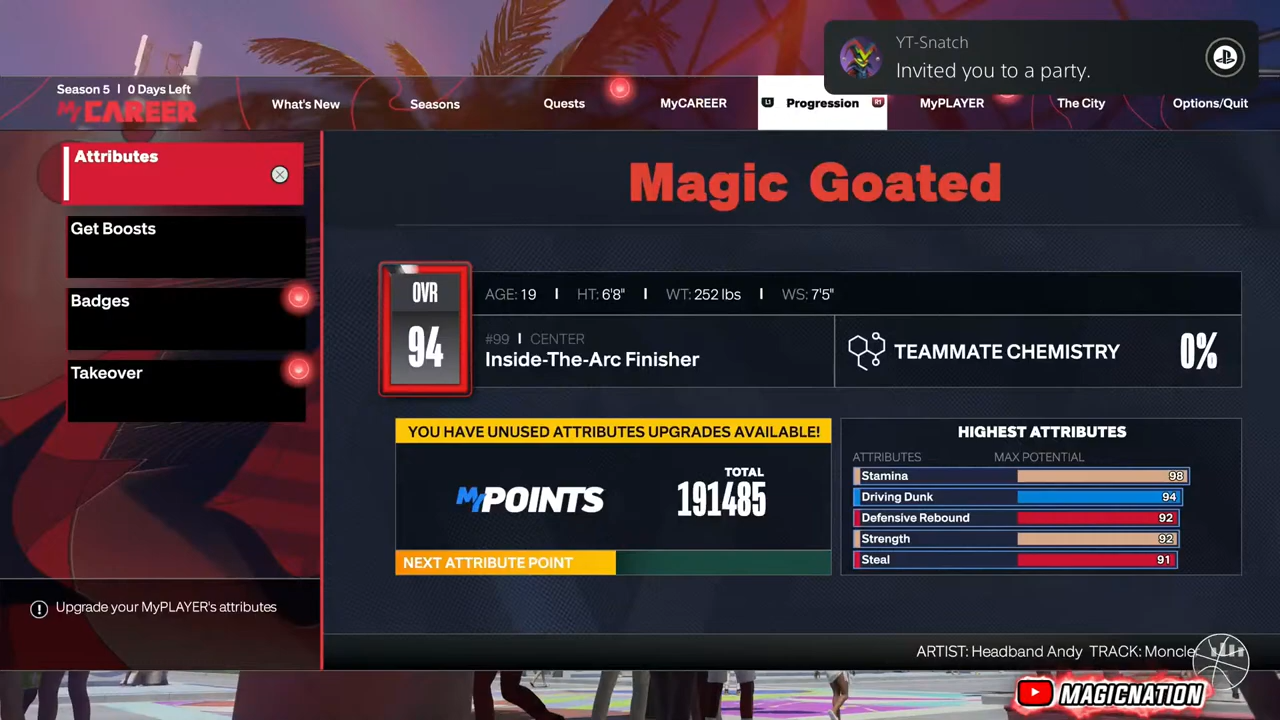 YT-Snatch
Invited you to a party.
Season 5 | 0 Days Left
MyCAREER
What's New
Seasons
Quests
MyCAREER
L1 Progression R1
MyPLAYER
The City
Options/Quit
Attributes
Get Boosts
Badges
Takeover
Upgrade your MyPLAYER's attributes
Magic Goated
OVR
94
AGE: 19 | HT: 6'8" | WT: 252 lbs | WS: 7'5"
#99 | CENTER
Inside-The-Arc Finisher
TEAMMATE CHEMISTRY 0%
YOU HAVE UNUSED ATTRIBUTES UPGRADES AVAILABLE!
MyPOINTS
TOTAL
191485
NEXT ATTRIBUTE POINT
HIGHEST ATTRIBUTES
ATTRIBUTES MAX POTENTIAL
Stamina 98
Driving Dunk 94
Defensive Rebound 92
Strength 92
Steal 91
ARTIST: Headband Andy TRACK: Moncler
MAGICNATION